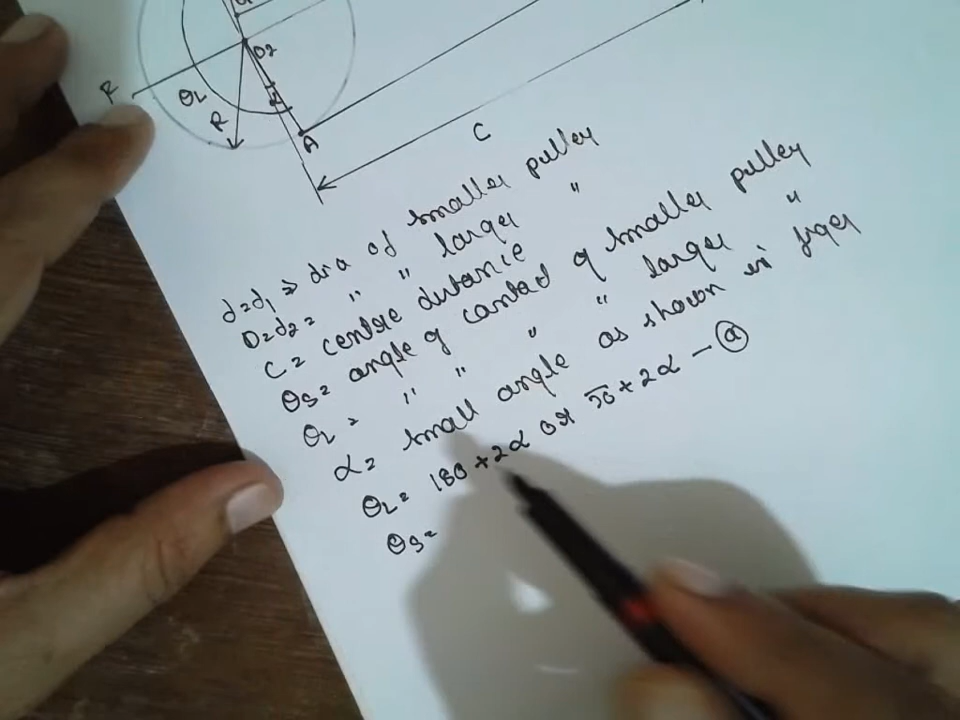 O2
R
θL
R
α
A
C
d=d1 => dia of smaller pulley
D=d2= " " larger "
C= centre distance
θs= angle of contact of smaller pulley
θL= " " " " larger "
α= small angle as shown in figer
θL= 180+2α or π+2α — (a)
θs=